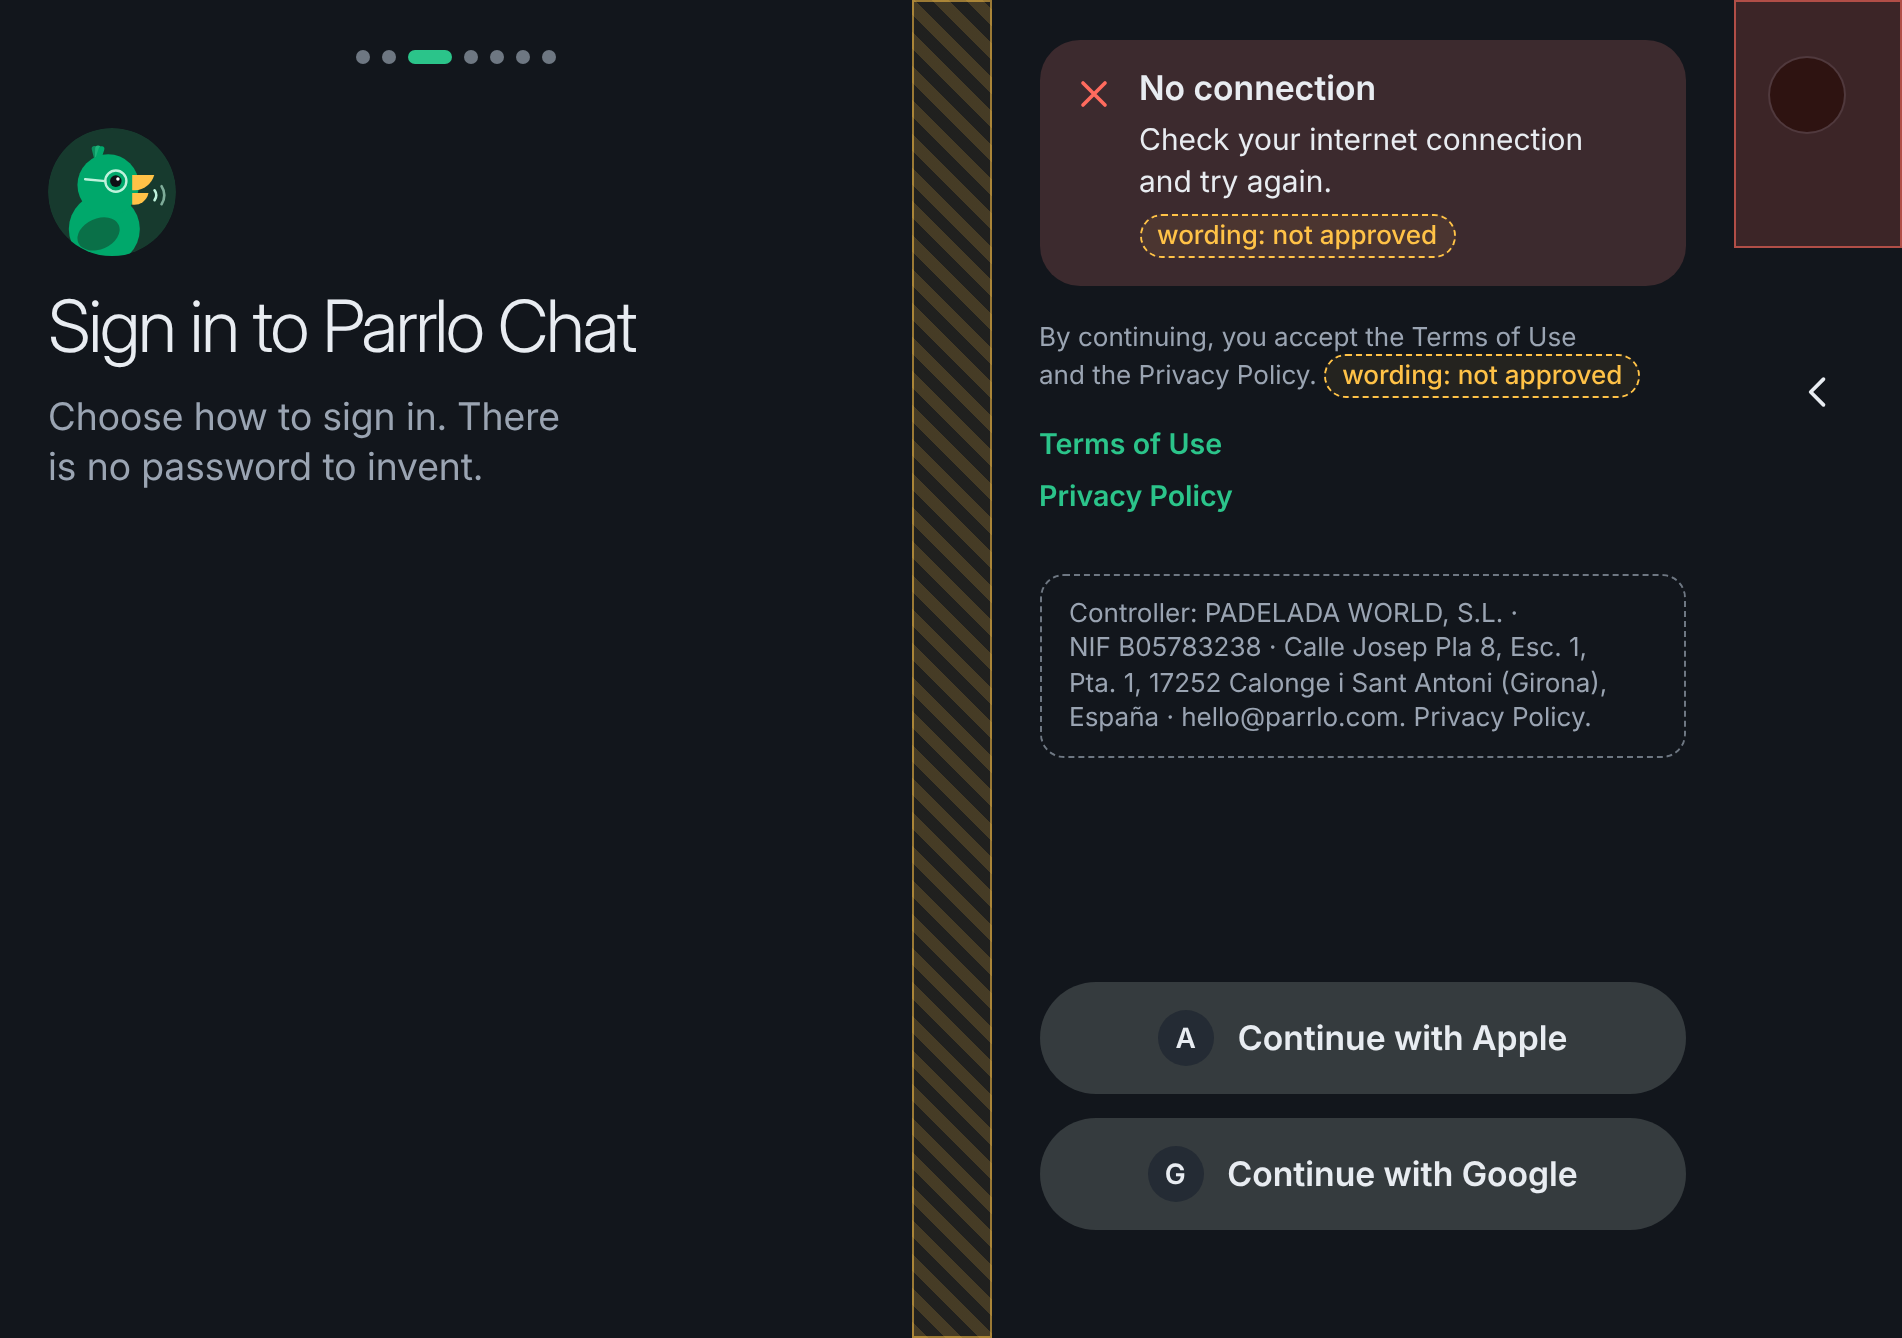 Sign in to Parrlo Chat
Choose how to sign in. There
is no password to invent.
No connection
Check your internet connection
and try again.
wording: not approved
By continuing, you accept the Terms of Use
and the Privacy Policy. wording: not approved
Terms of Use
Privacy Policy
Controller: PADELADA WORLD, S.L. ·
NIF B05783238 · Calle Josep Pla 8, Esc. 1,
Pta. 1, 17252 Calonge i Sant Antoni (Girona),
España · hello@parrlo.com. Privacy Policy.
A Continue with Apple
G Continue with Google